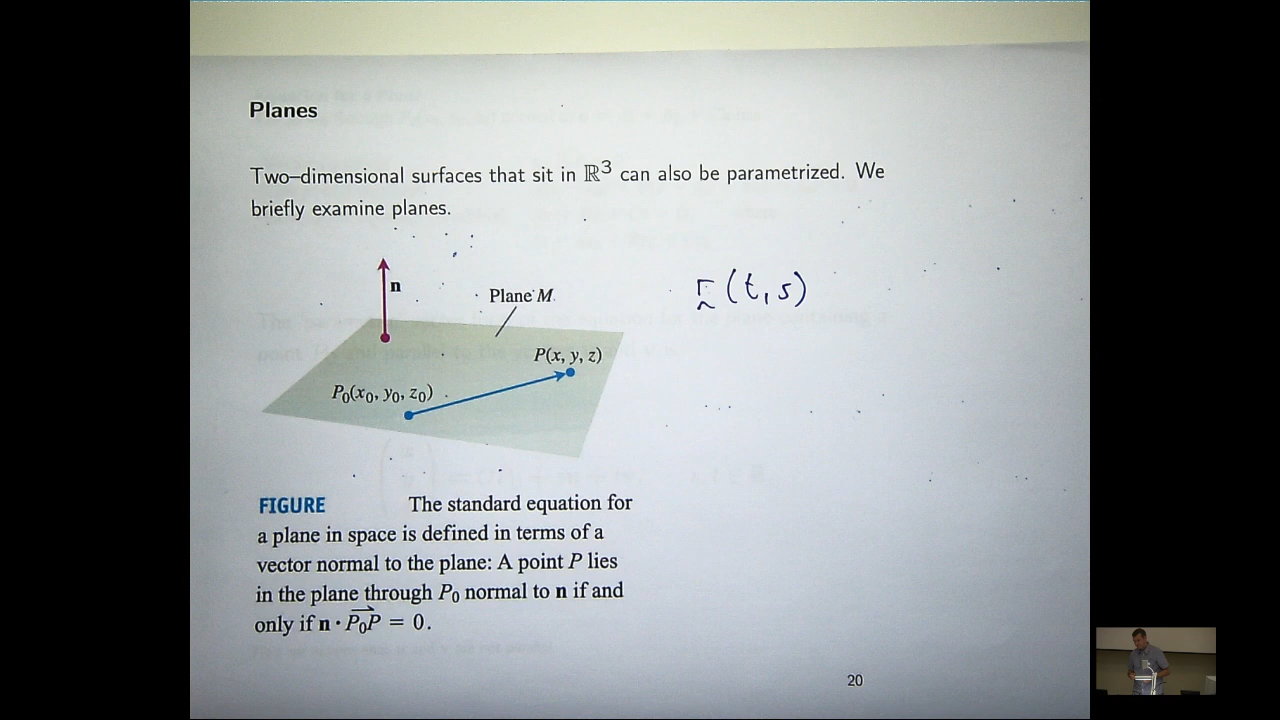 Planes
Two–dimensional surfaces that sit in ℝ³ can also be parametrized. We
briefly examine planes.
n
Plane M
r̰(t,s)
P(x, y, z)
P₀(x₀, y₀, z₀)
FIGURE The standard equation for
a plane in space is defined in terms of a
vector normal to the plane: A point P lies
in the plane through P₀ normal to n if and
only if n · P₀P⃗ = 0.
20